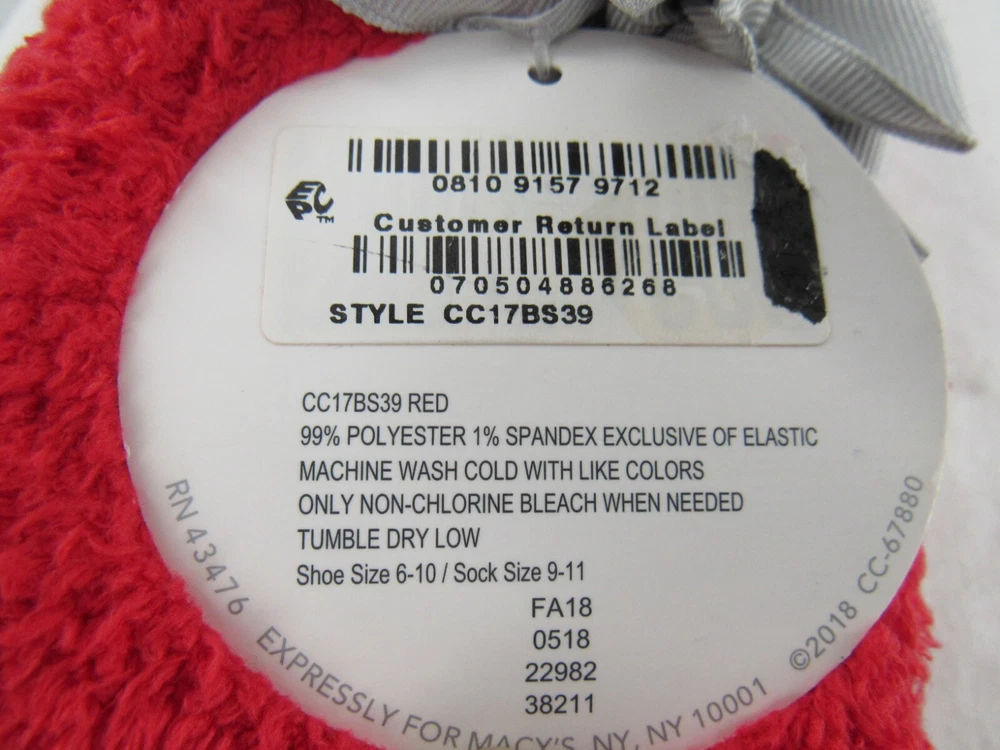 0810 9157 9712
EPC TM
Customer Return Label
070504886268
STYLE CC17BS39
CC17BS39 RED
99% POLYESTER 1% SPANDEX EXCLUSIVE OF ELASTIC
MACHINE WASH COLD WITH LIKE COLORS
ONLY NON-CHLORINE BLEACH WHEN NEEDED
TUMBLE DRY LOW
Shoe Size 6-10 / Sock Size 9-11
FA18
0518
22982
38211
RN 43476 EXPRESSLY FOR MACY'S, NY, NY 10001 ©2018 CC-67880